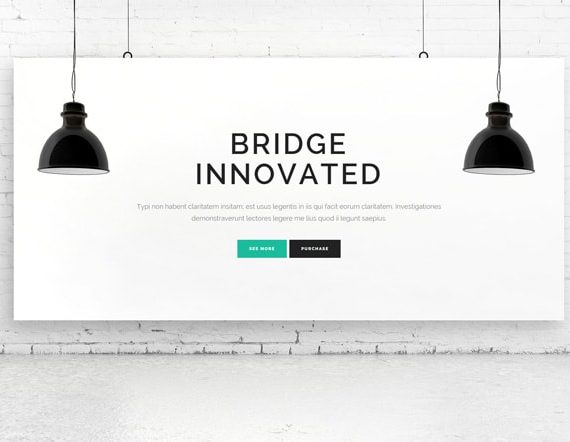 BRIDGE
INNOVATED
Typi non habent claritatem insitam; est usus legentis in iis qui facit eorum claritatem. Investigationes
demonstraverunt lectores legere me lius quod ii legunt saepius.
SEE MORE PURCHASE